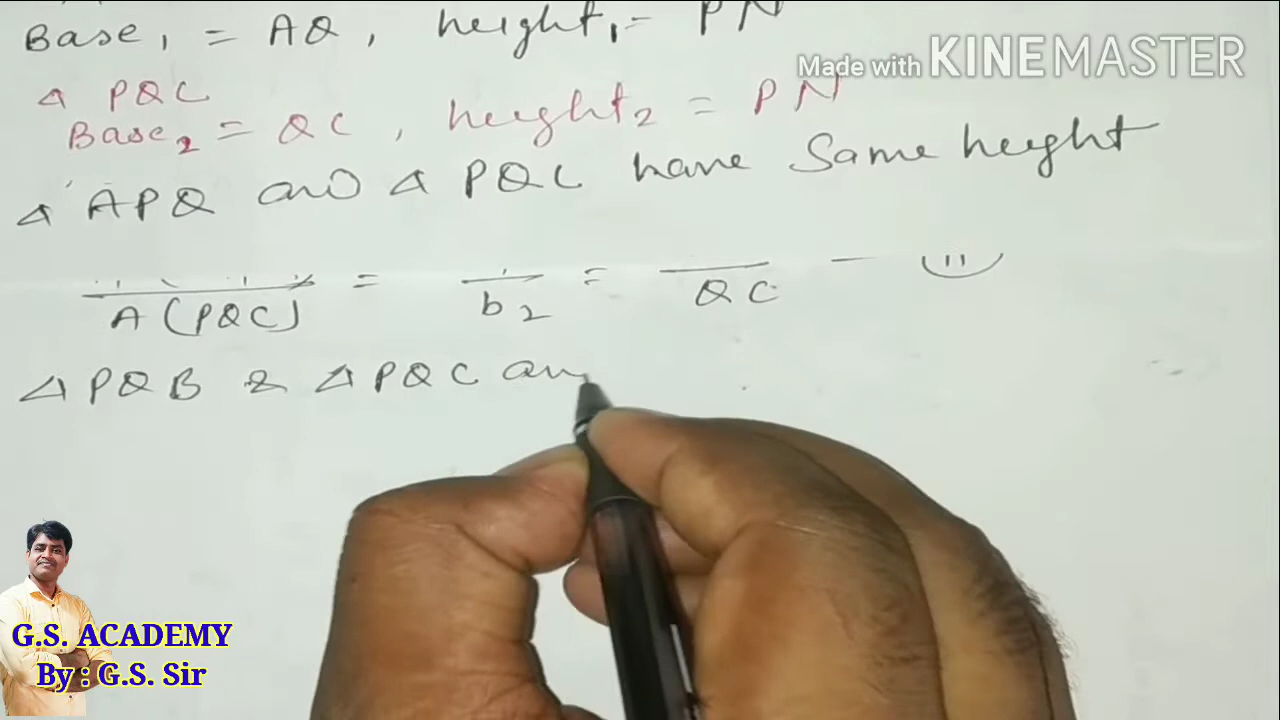 Base₁ = AQ, height₁ = PN
Made with KINEMASTER
△ PQC
Base₂ = QC, height₂ = PN
△ APQ and △ PQC have same height
A(PQC) = b₂ = QC — (ii)
△ PQB & △ PQC
G.S. ACADEMY
By : G.S. Sir